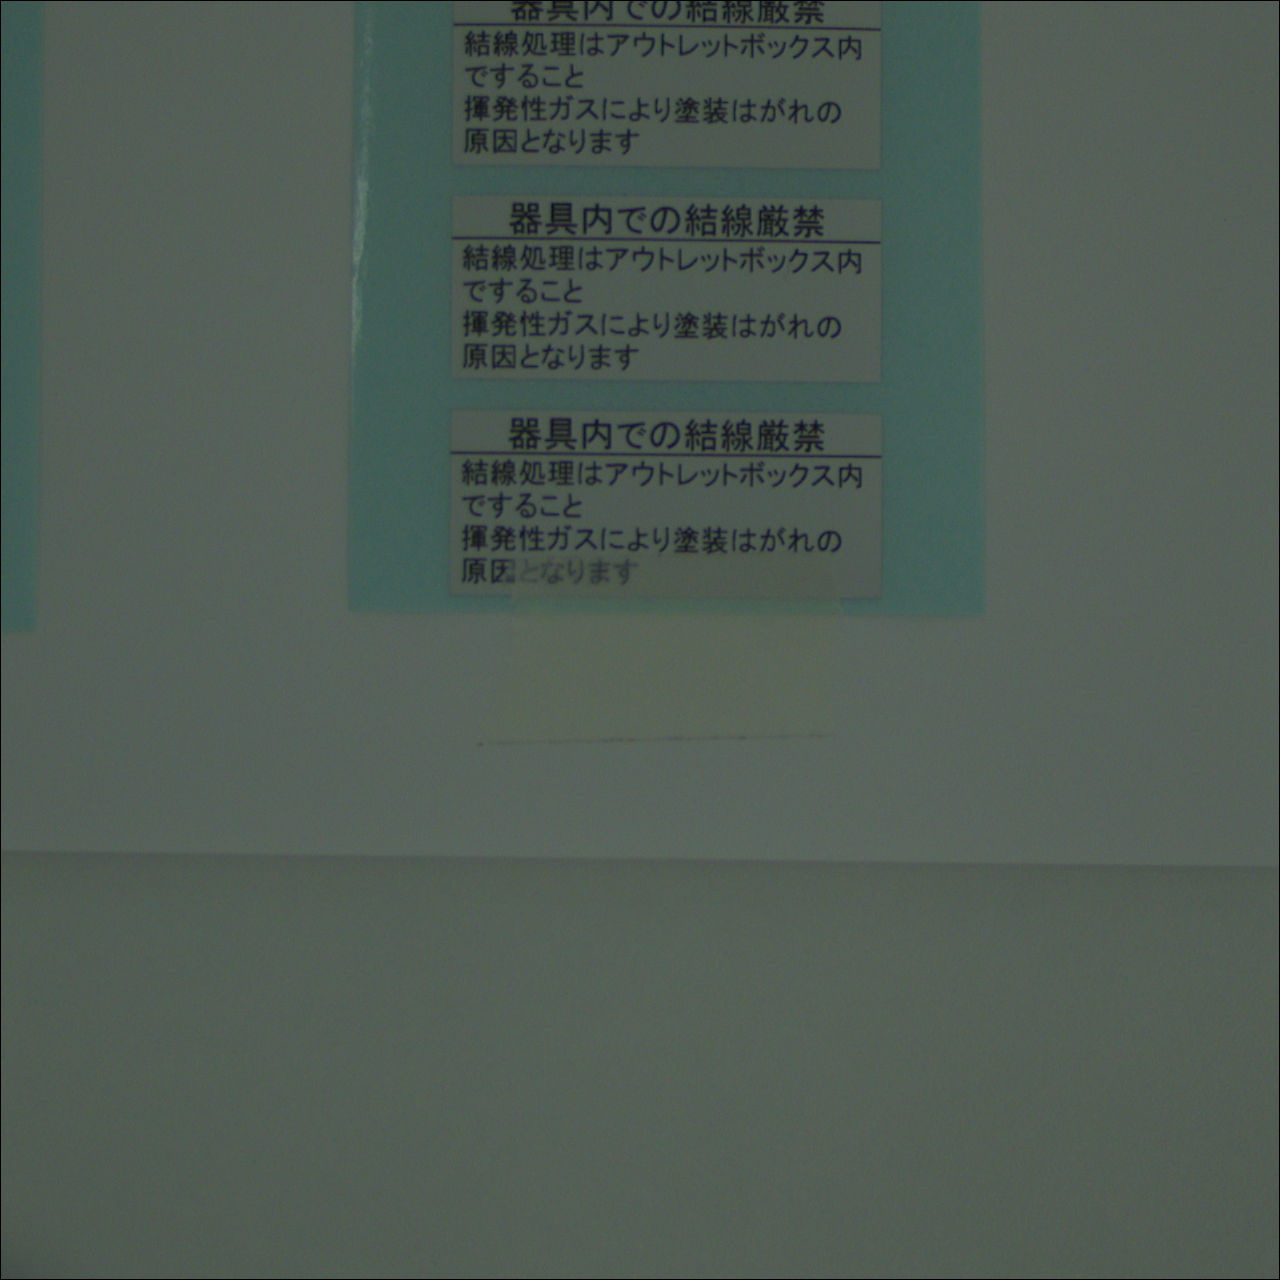 器具内での結線厳禁
結線処理はアウトレットボックス内
ですること
揮発性ガスにより塗装はがれの
原因となります
器具内での結線厳禁
結線処理はアウトレットボックス内
ですること
揮発性ガスにより塗装はがれの
原因となります
器具内での結線厳禁
結線処理はアウトレットボックス内
ですること
揮発性ガスにより塗装はがれの
原因となります